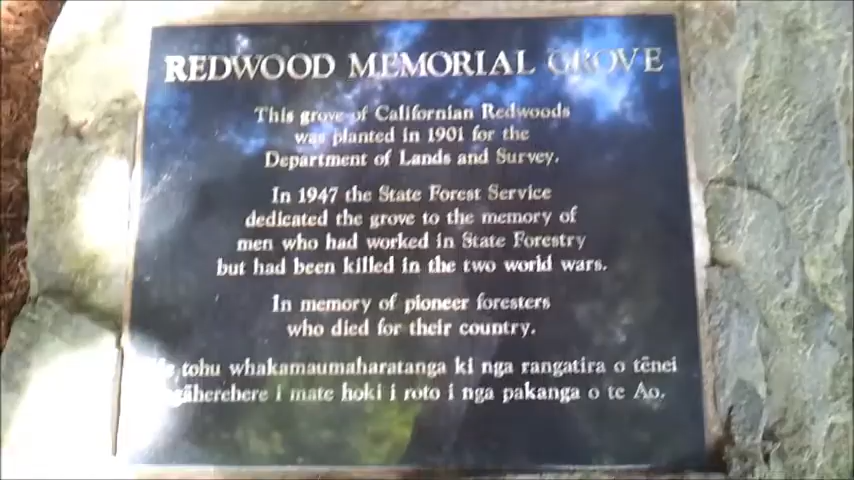 REDWOOD MEMORIAL GROVE
This grove of Californian Redwoods
was planted in 1901 for the
Department of Lands and Survey.
In 1947 the State Forest Service
dedicated the grove to the memory of
men who had worked in State Forestry
but had been killed in the two world wars.
In memory of pioneer foresters
who died for their country.
tohu whakamaumaharatanga ki nga rangatira o tēnei
i mate hoki i roto i nga pakanga o te Ao.